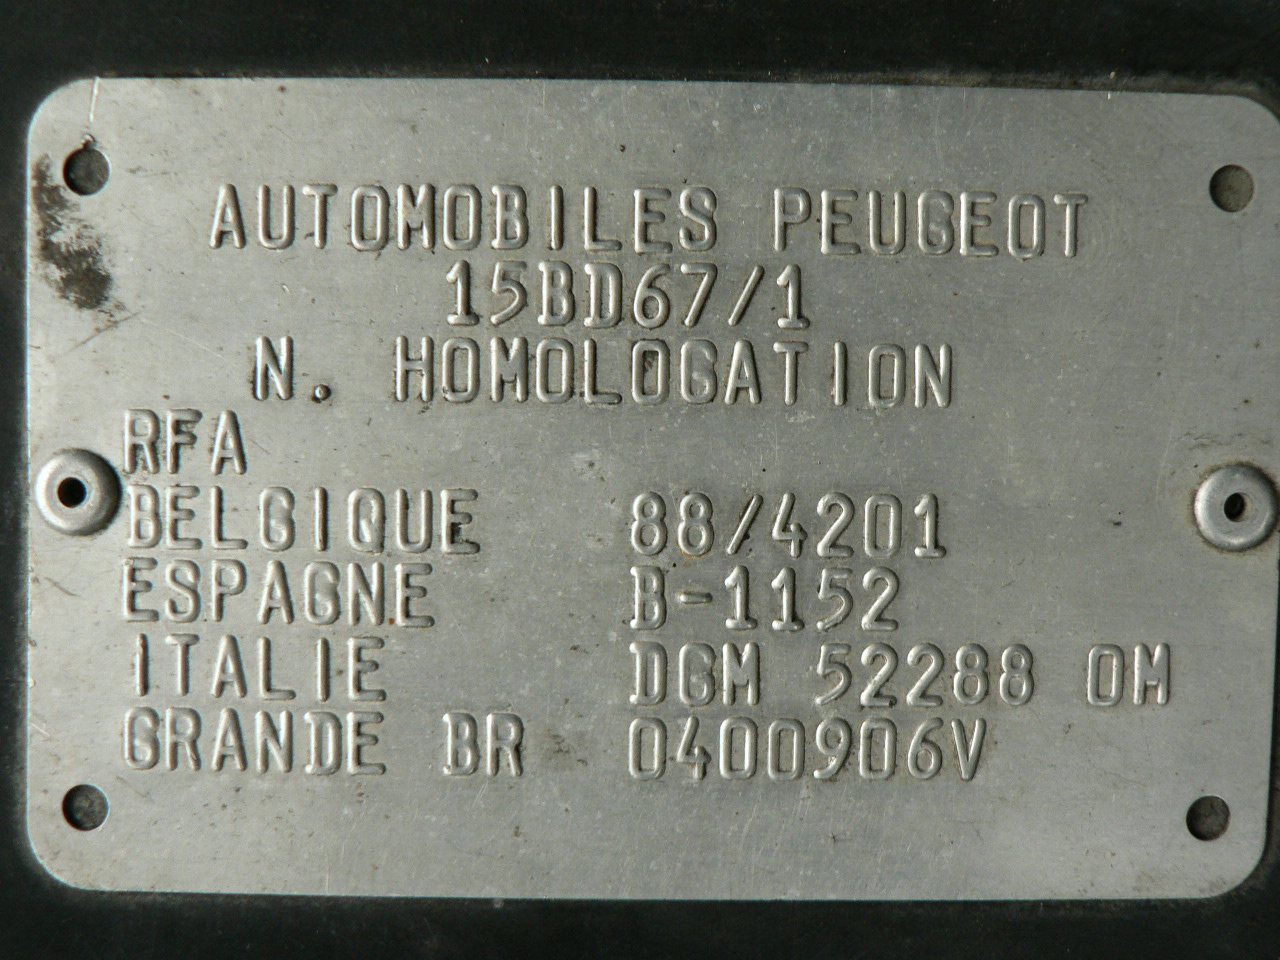 AUTOMOBILES PEUGEOT
15BD67/1
N. HOMOLOGATION
RFA
BELGIQUE 88/4201
ESPAGNE B-1152
ITALIE DGM 52288 OM
GRANDE BR 0400906V